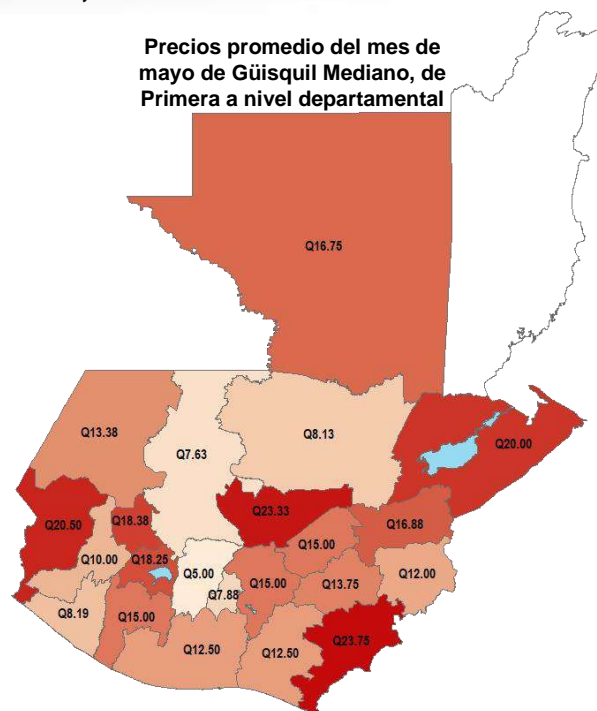 Precios promedio del mes de
mayo de Güisquil Mediano, de
Primera a nivel departamental
Q16.75
Q13.38
Q7.63
Q8.13
Q20.00
Q20.50
Q18.38
Q23.33
Q16.88
Q10.00
Q18.25
Q15.00
Q5.00
Q7.88
Q15.00
Q13.75
Q12.00
Q8.19
Q15.00
Q12.50
Q12.50
Q23.75